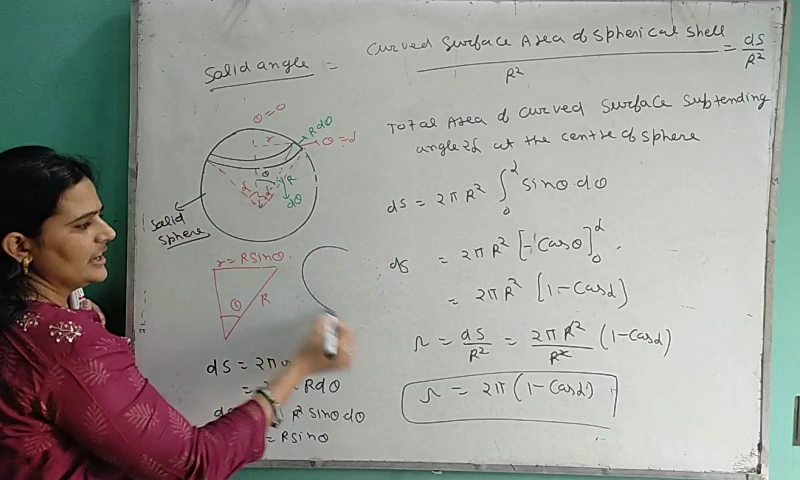 Solid angle = Curved Surface Area of Spherical Shell / R² = dS/R²
θ=0
r
Rdθ
θ=α
θ
R
α
dθ
Solid Sphere
r=RSinθ
θ
R
dS = 2π
= Rdθ
R² Sinθ dθ
= RSinθ
Total Area of Curved Surface Subtending
angle 2α at the centre of Sphere
dS = 2πR² ∫₀^α Sinθ.dθ
dS = 2πR² [-Cosθ]₀^α
= 2πR² [1-Cosα]
Ω = dS/R² = 2πR²/R² (1-Cosα)
Ω = 2π(1-Cosα)